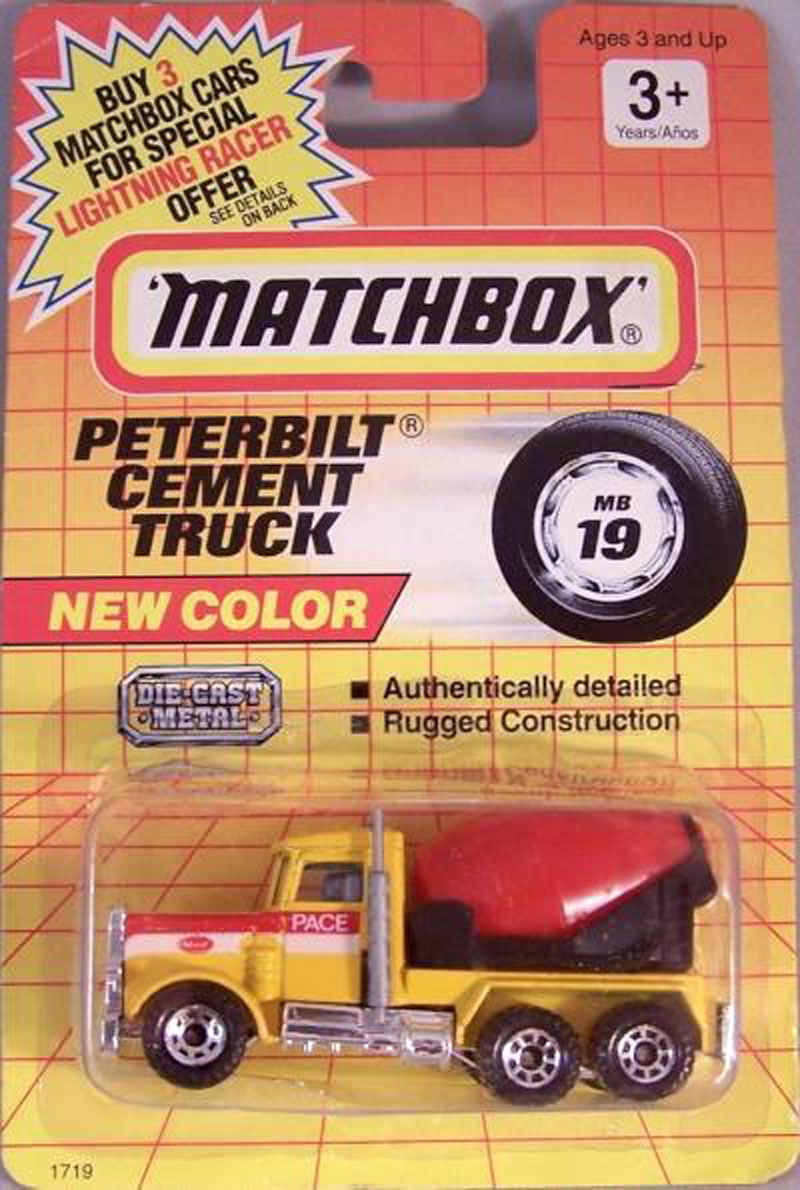 BUY 3
MATCHBOX CARS
FOR SPECIAL
LIGHTNING RACER
OFFER
SEE DETAILS
ON BACK
Ages 3 and Up
3+
Years/Años
'MATCHBOX'®
PETERBILT®
CEMENT
TRUCK
MB
19
NEW COLOR
DIE-CAST
METAL
■ Authentically detailed
■ Rugged Construction
PACE
1719